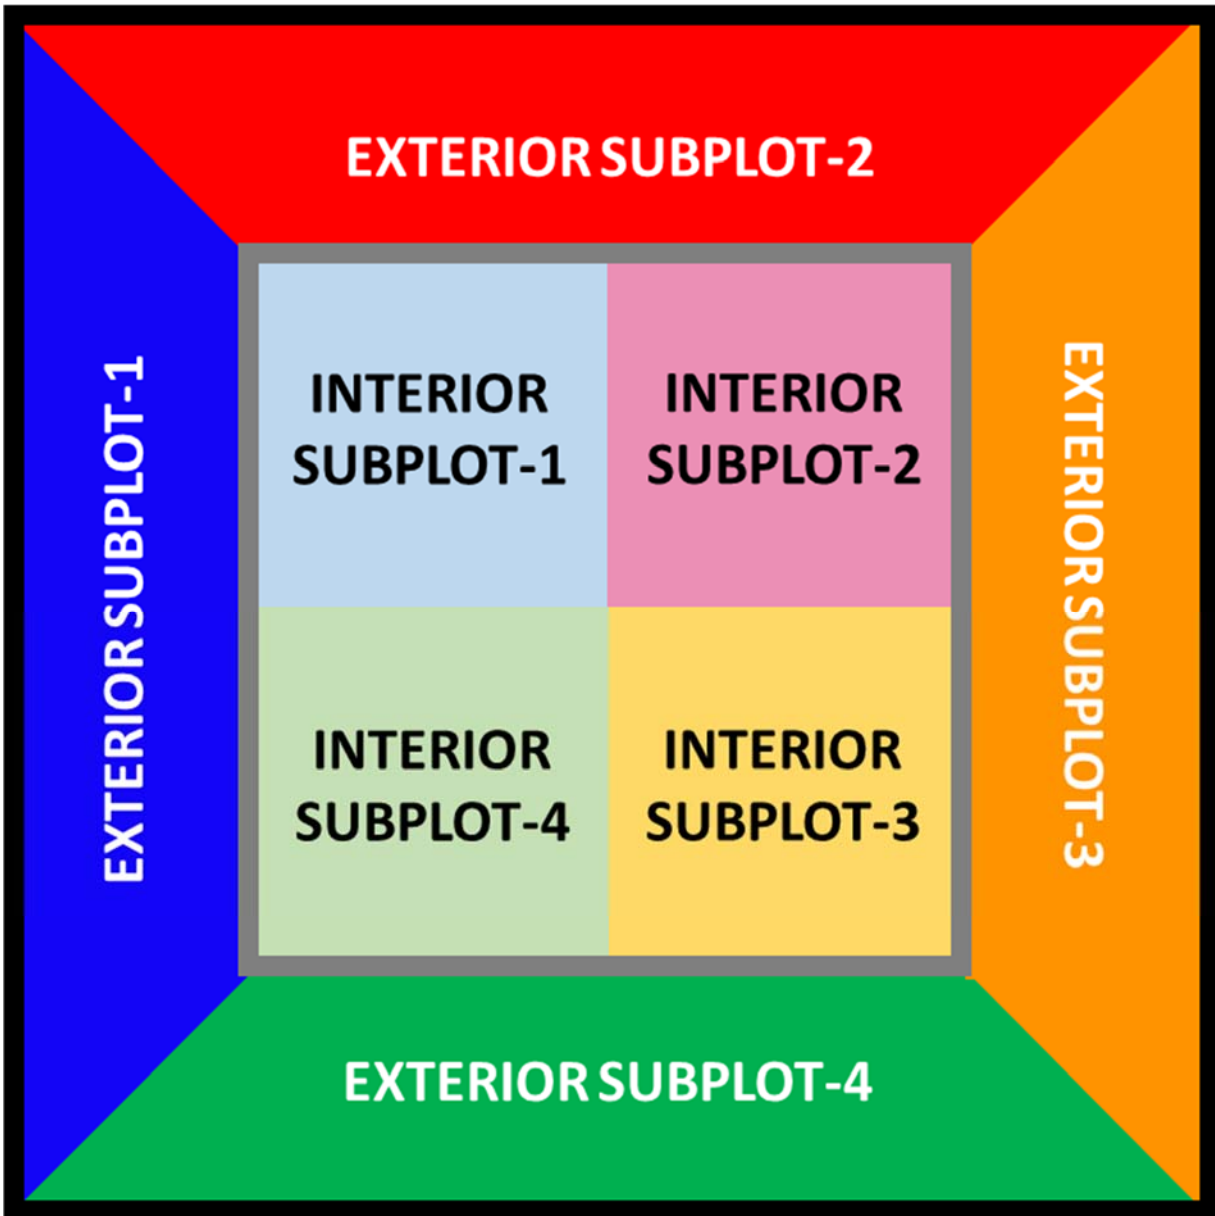 EXTERIOR SUBPLOT-2
EXTERIOR SUBPLOT-1
INTERIOR
SUBPLOT-1
INTERIOR
SUBPLOT-2
EXTERIOR SUBPLOT-3
INTERIOR
SUBPLOT-4
INTERIOR
SUBPLOT-3
EXTERIOR SUBPLOT-4